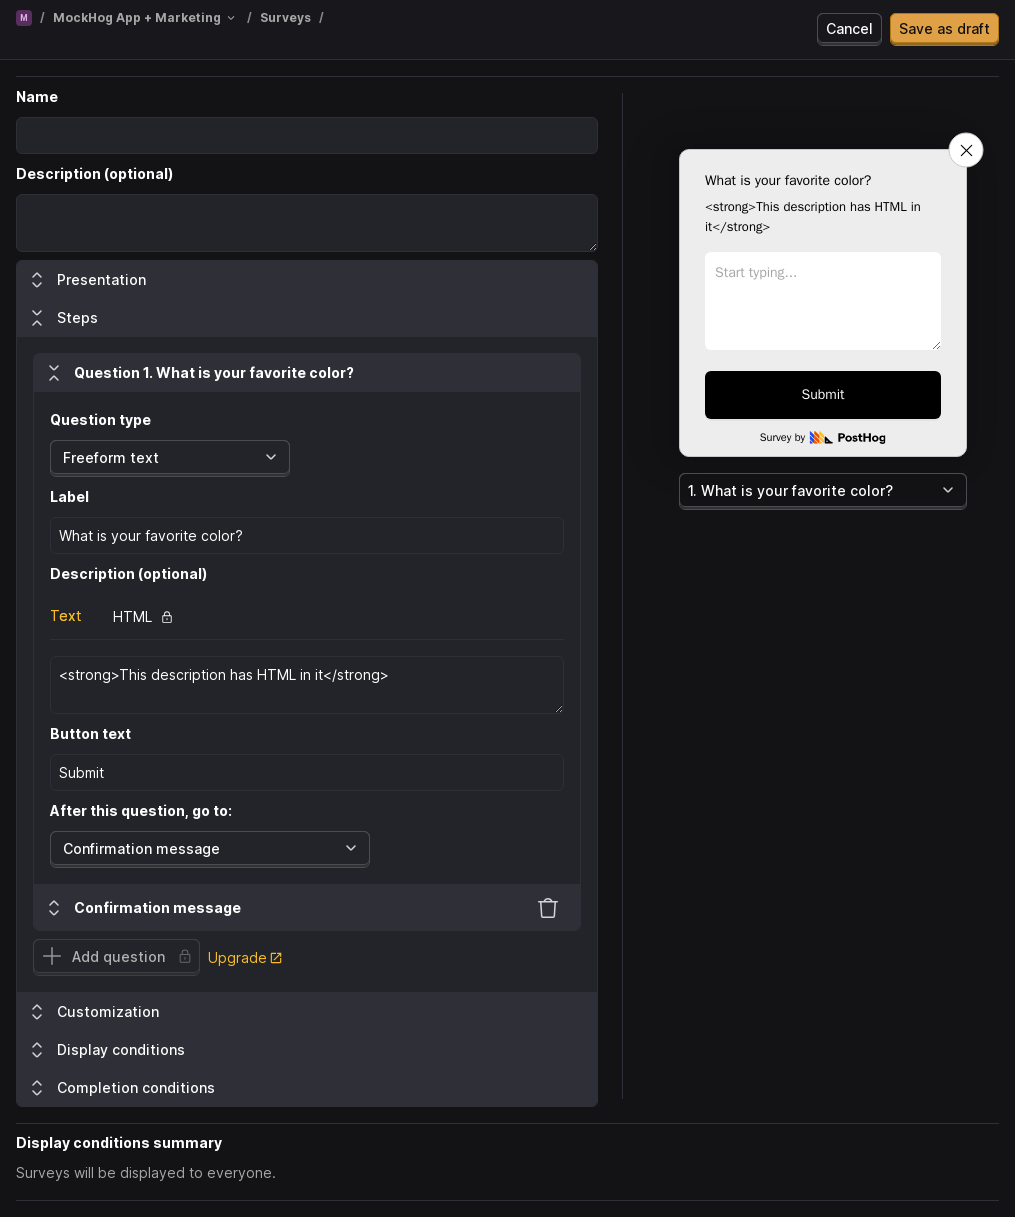 M / MockHog App + Marketing / Surveys /
Cancel
Save as draft
Name
Description (optional)
Presentation
Steps
Question 1. What is your favorite color?
Question type
Freeform text
Label
What is your favorite color?
Description (optional)
Text
HTML
<strong>This description has HTML in it</strong>
Button text
Submit
After this question, go to:
Confirmation message
Confirmation message
Add question
Upgrade
Customization
Display conditions
Completion conditions
What is your favorite color?
<strong>This description has HTML in
it</strong>
Start typing...
Submit
Survey by PostHog
1. What is your favorite color?
Display conditions summary
Surveys will be displayed to everyone.